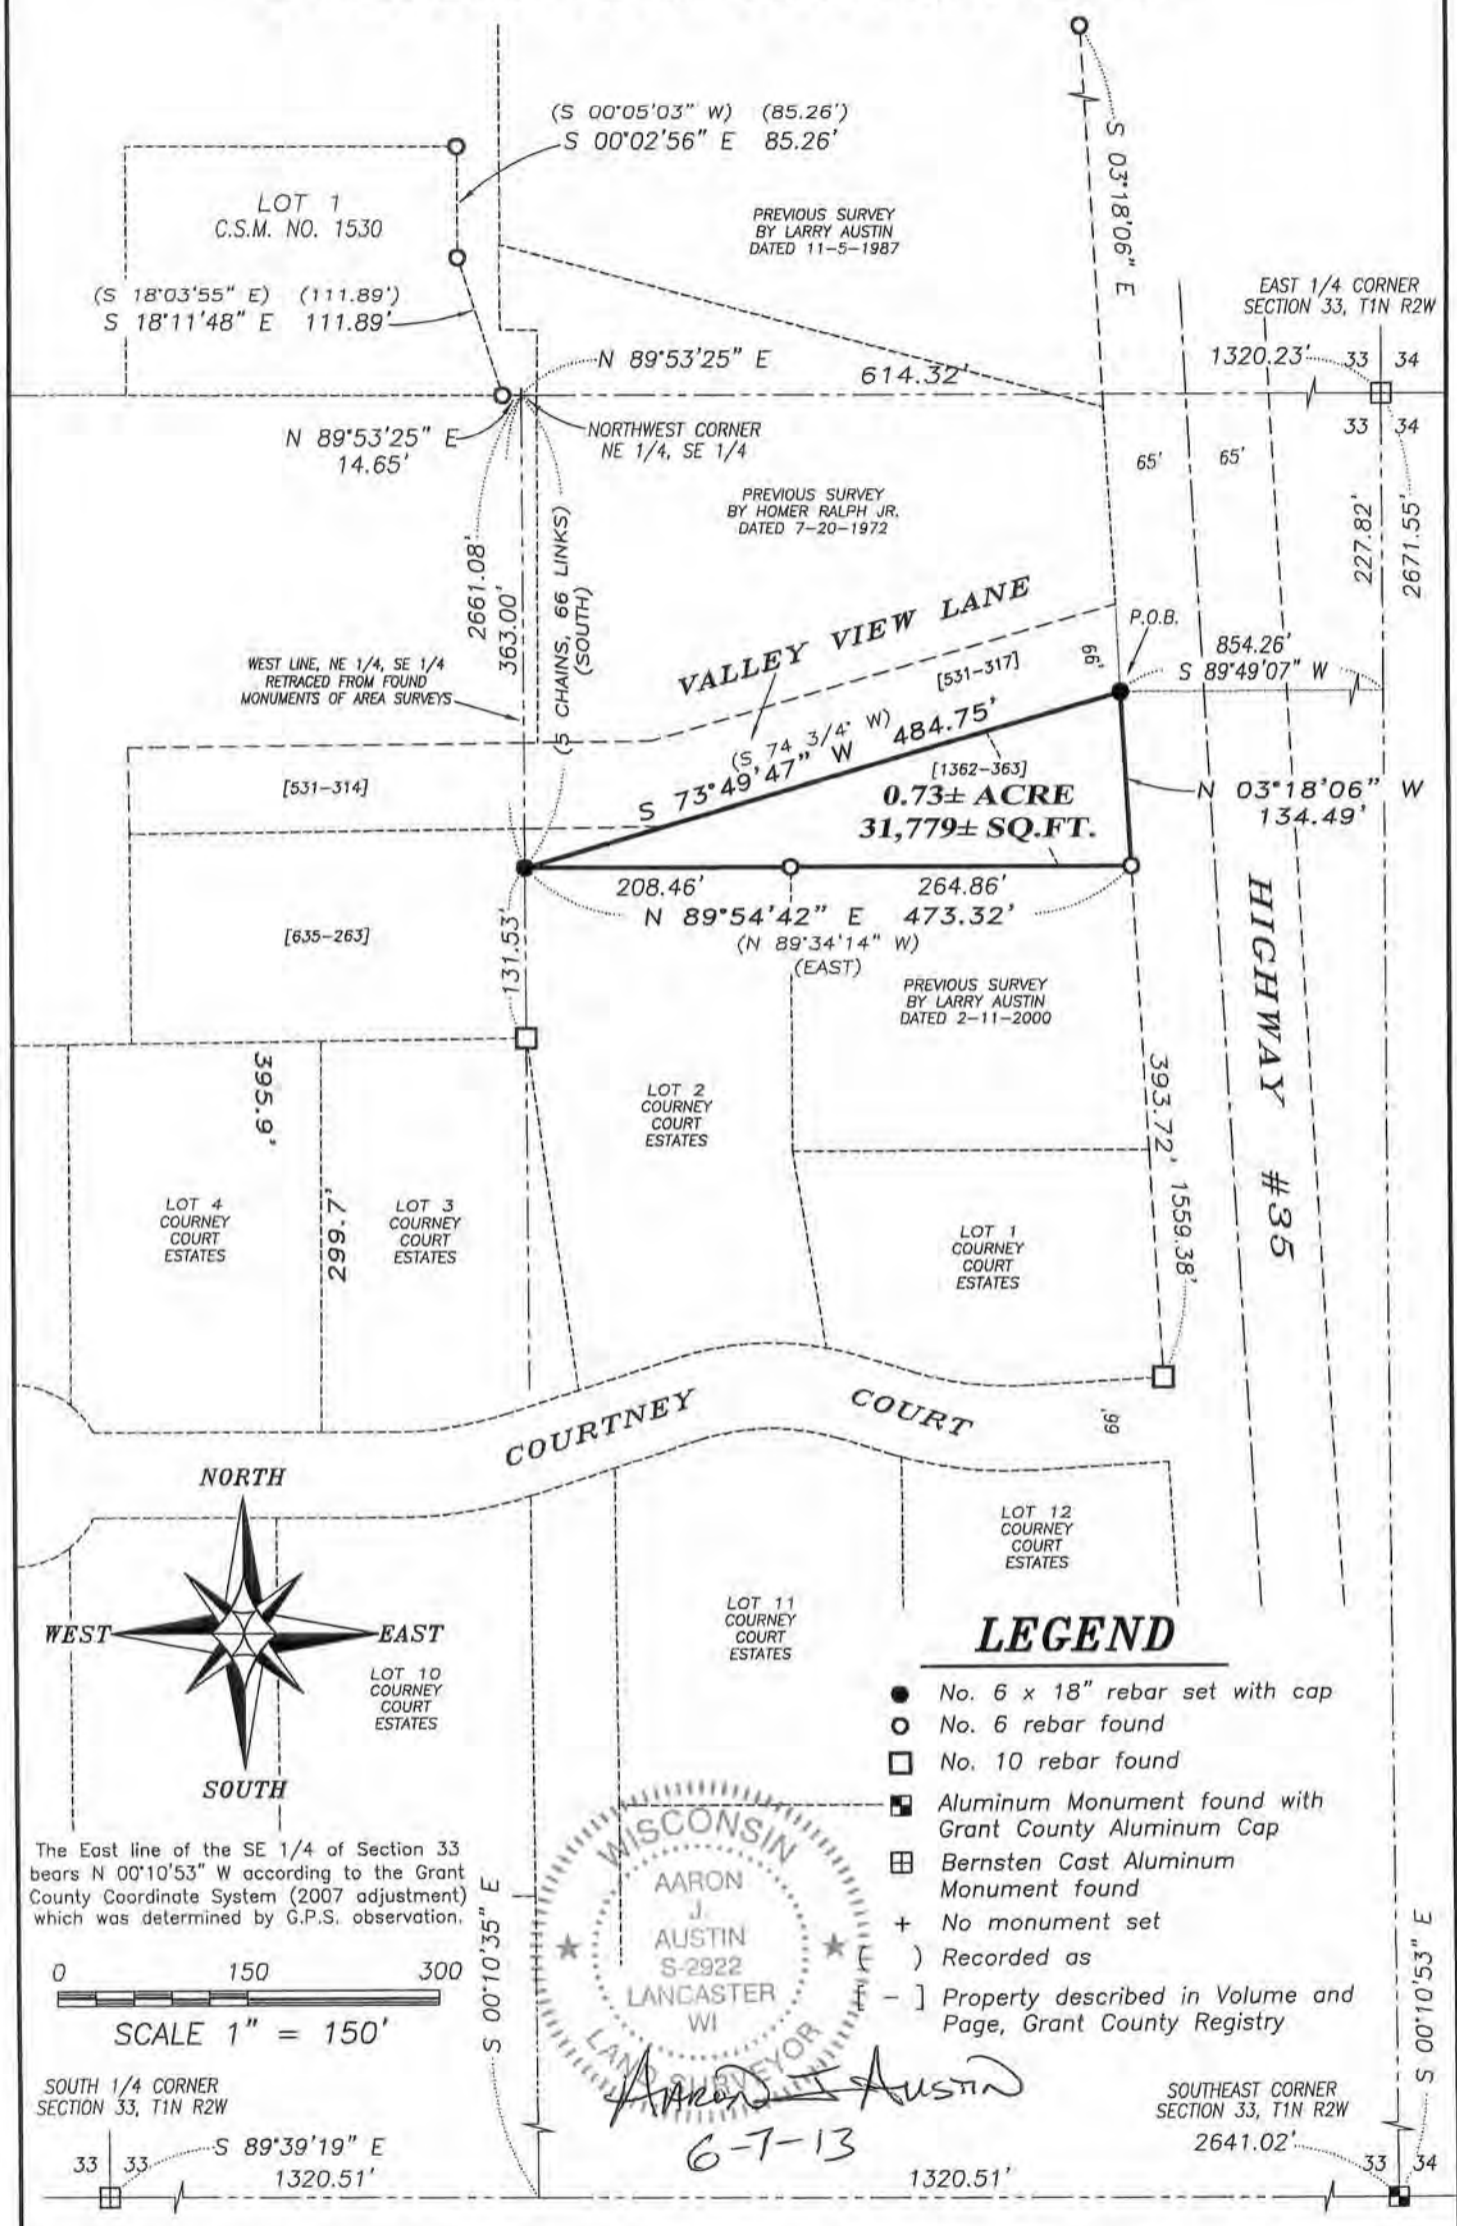 (S 00°05'03" W) (85.26')
S 00°02'56" E 85.26'
LOT 1
C.S.M. NO. 1530
PREVIOUS SURVEY
BY LARRY AUSTIN
DATED 11-5-1987
S 03°18'06" E
(S 18°03'55" E) (111.89')
S 18°11'48" E 111.89'
EAST 1/4 CORNER
SECTION 33, T1N R2W
N 89°53'25" E
614.32'
1320.23'
33 34
33 34
N 89°53'25" E
14.65'
NORTHWEST CORNER
NE 1/4, SE 1/4
65' 65'
PREVIOUS SURVEY
BY HOMER RALPH JR.
DATED 7-20-1972
2661.08'
363.00'
(5 CHAINS, 66 LINKS)
(SOUTH)
227.82'
2671.55'
VALLEY VIEW LANE
[531-317]
66'
P.O.B.
854.26'
S 89°49'07" W
WEST LINE, NE 1/4, SE 1/4
RETRACED FROM FOUND
MONUMENTS OF AREA SURVEYS
(S 74 3/4° W)
S 73°49'47" W 484.75'
[531-314]
[1362-363]
0.73± ACRE
31,779± SQ.FT.
N 03°18'06" W
134.49'
208.46' 264.86'
N 89°54'42" E 473.32'
(N 89°34'14" W)
(EAST)
[635-263]
131.53'
PREVIOUS SURVEY
BY LARRY AUSTIN
DATED 2-11-2000
HIGHWAY #35
395.9'
299.7'
LOT 2
COURNEY
COURT
ESTATES
393.72'
1559.38'
LOT 4
COURNEY
COURT
ESTATES
LOT 3
COURNEY
COURT
ESTATES
LOT 1
COURNEY
COURT
ESTATES
COURTNEY COURT
66'
NORTH
WEST
EAST
SOUTH
LOT 10
COURNEY
COURT
ESTATES
LOT 11
COURNEY
COURT
ESTATES
LOT 12
COURNEY
COURT
ESTATES
LEGEND
No. 6 x 18" rebar set with cap
No. 6 rebar found
No. 10 rebar found
Aluminum Monument found with
Grant County Aluminum Cap
Bernsten Cast Aluminum
Monument found
+ No monument set
( ) Recorded as
[ - ] Property described in Volume and
Page, Grant County Registry
The East line of the SE 1/4 of Section 33
bears N 00°10'53" W according to the Grant
County Coordinate System (2007 adjustment)
which was determined by G.P.S. observation.
0 150 300
SCALE 1" = 150'
S 00°10'35" E
WISCONSIN
AARON
J.
AUSTIN
S-2922
LANCASTER
WI
LAND SURVEYOR
AARON J AUSTIN
6-7-13
S 00°10'53" E
SOUTH 1/4 CORNER
SECTION 33, T1N R2W
33 33
S 89°39'19" E
1320.51'
1320.51'
SOUTHEAST CORNER
SECTION 33, T1N R2W
2641.02'
33 34